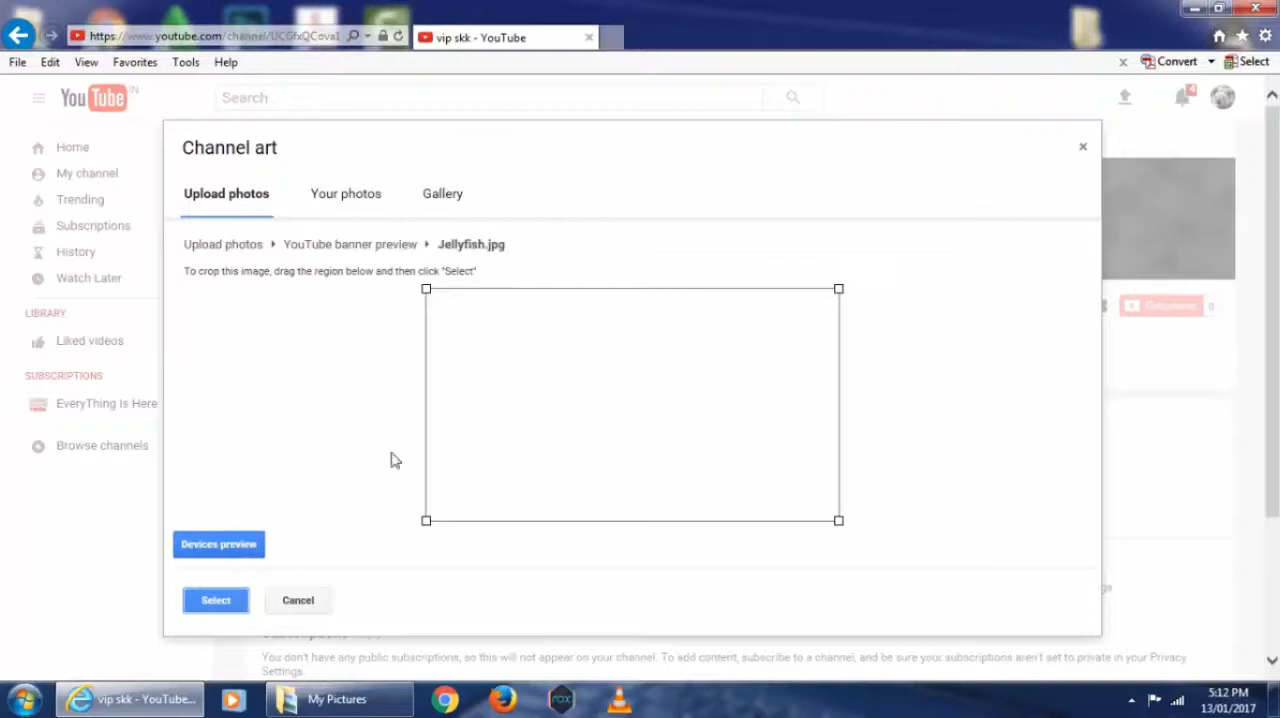 https://www.youtube.com/channel/UCGfxQCova1
vip skk - YouTube
File Edit View Favorites Tools Help
Convert Select
YouTube IN
Search
4
Home
My channel
Trending
Subscriptions
History
Watch Later
LIBRARY
Liked videos
SUBSCRIPTIONS
EveryThing Is Here
Browse channels
Channel art
Upload photos Your photos Gallery
Upload photos YouTube banner preview Jellyfish.jpg
To crop this image, drag the region below and then click "Select"
0
Devices preview
Select Cancel
You don't have any public subscriptions, so this will not appear on your channel. To add content, subscribe to a channel, and be sure your subscriptions aren't set to private in your Privacy
Settings.
vip skk - YouTube...
My Pictures
nox
5:12 PM
13/01/2017